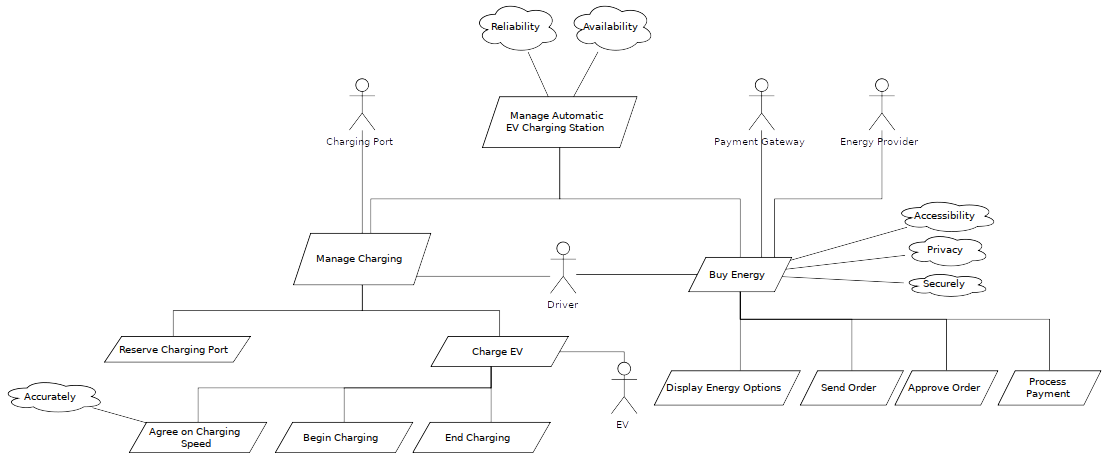 Reliability
Availability
Manage Automatic
EV Charging Station
Charging Port
Payment Gateway
Energy Provider
Accessibility
Privacy
Securely
Manage Charging
Driver
Buy Energy
Reserve Charging Port
Charge EV
EV
Display Energy Options
Send Order
Approve Order
Process
Payment
Accurately
Agree on Charging
Speed
Begin Charging
End Charging